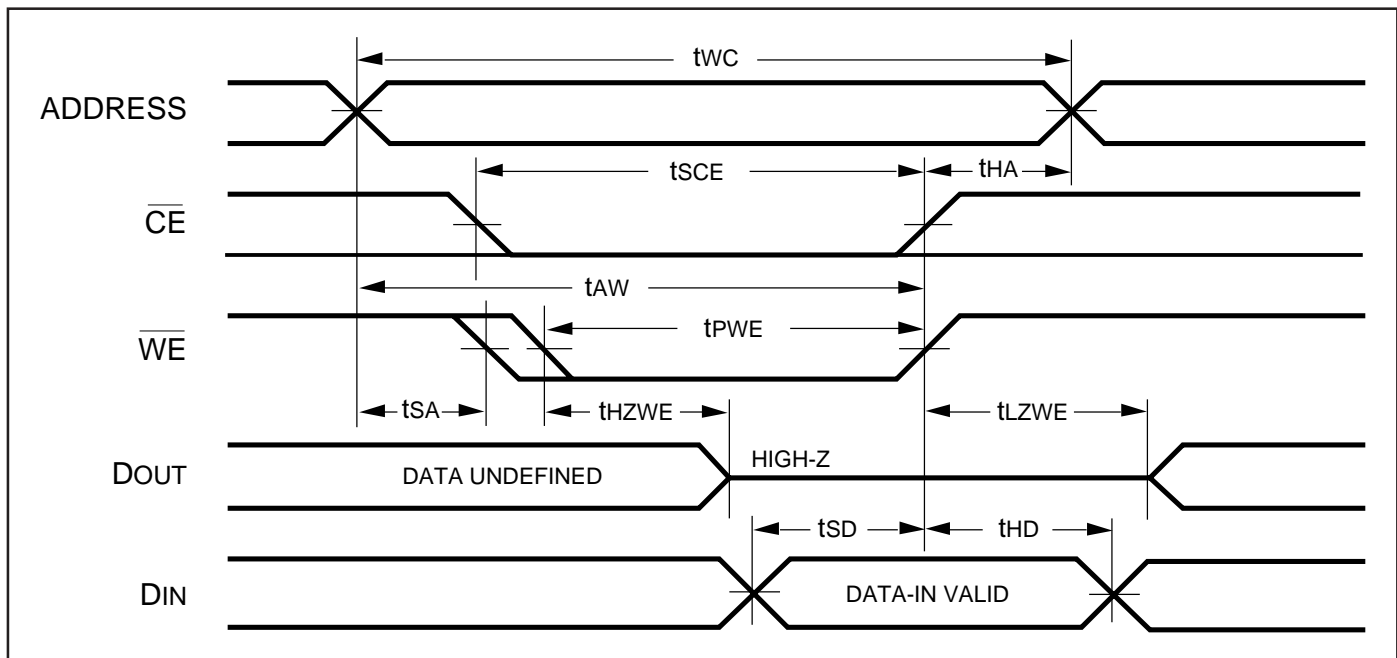 tWC
ADDRESS
tSCE
tHA
CE
tAW
tPWE
WE
tSA
tHZWE
tLZWE
HIGH-Z
DOUT
DATA UNDEFINED
tSD
tHD
DIN
DATA-IN VALID